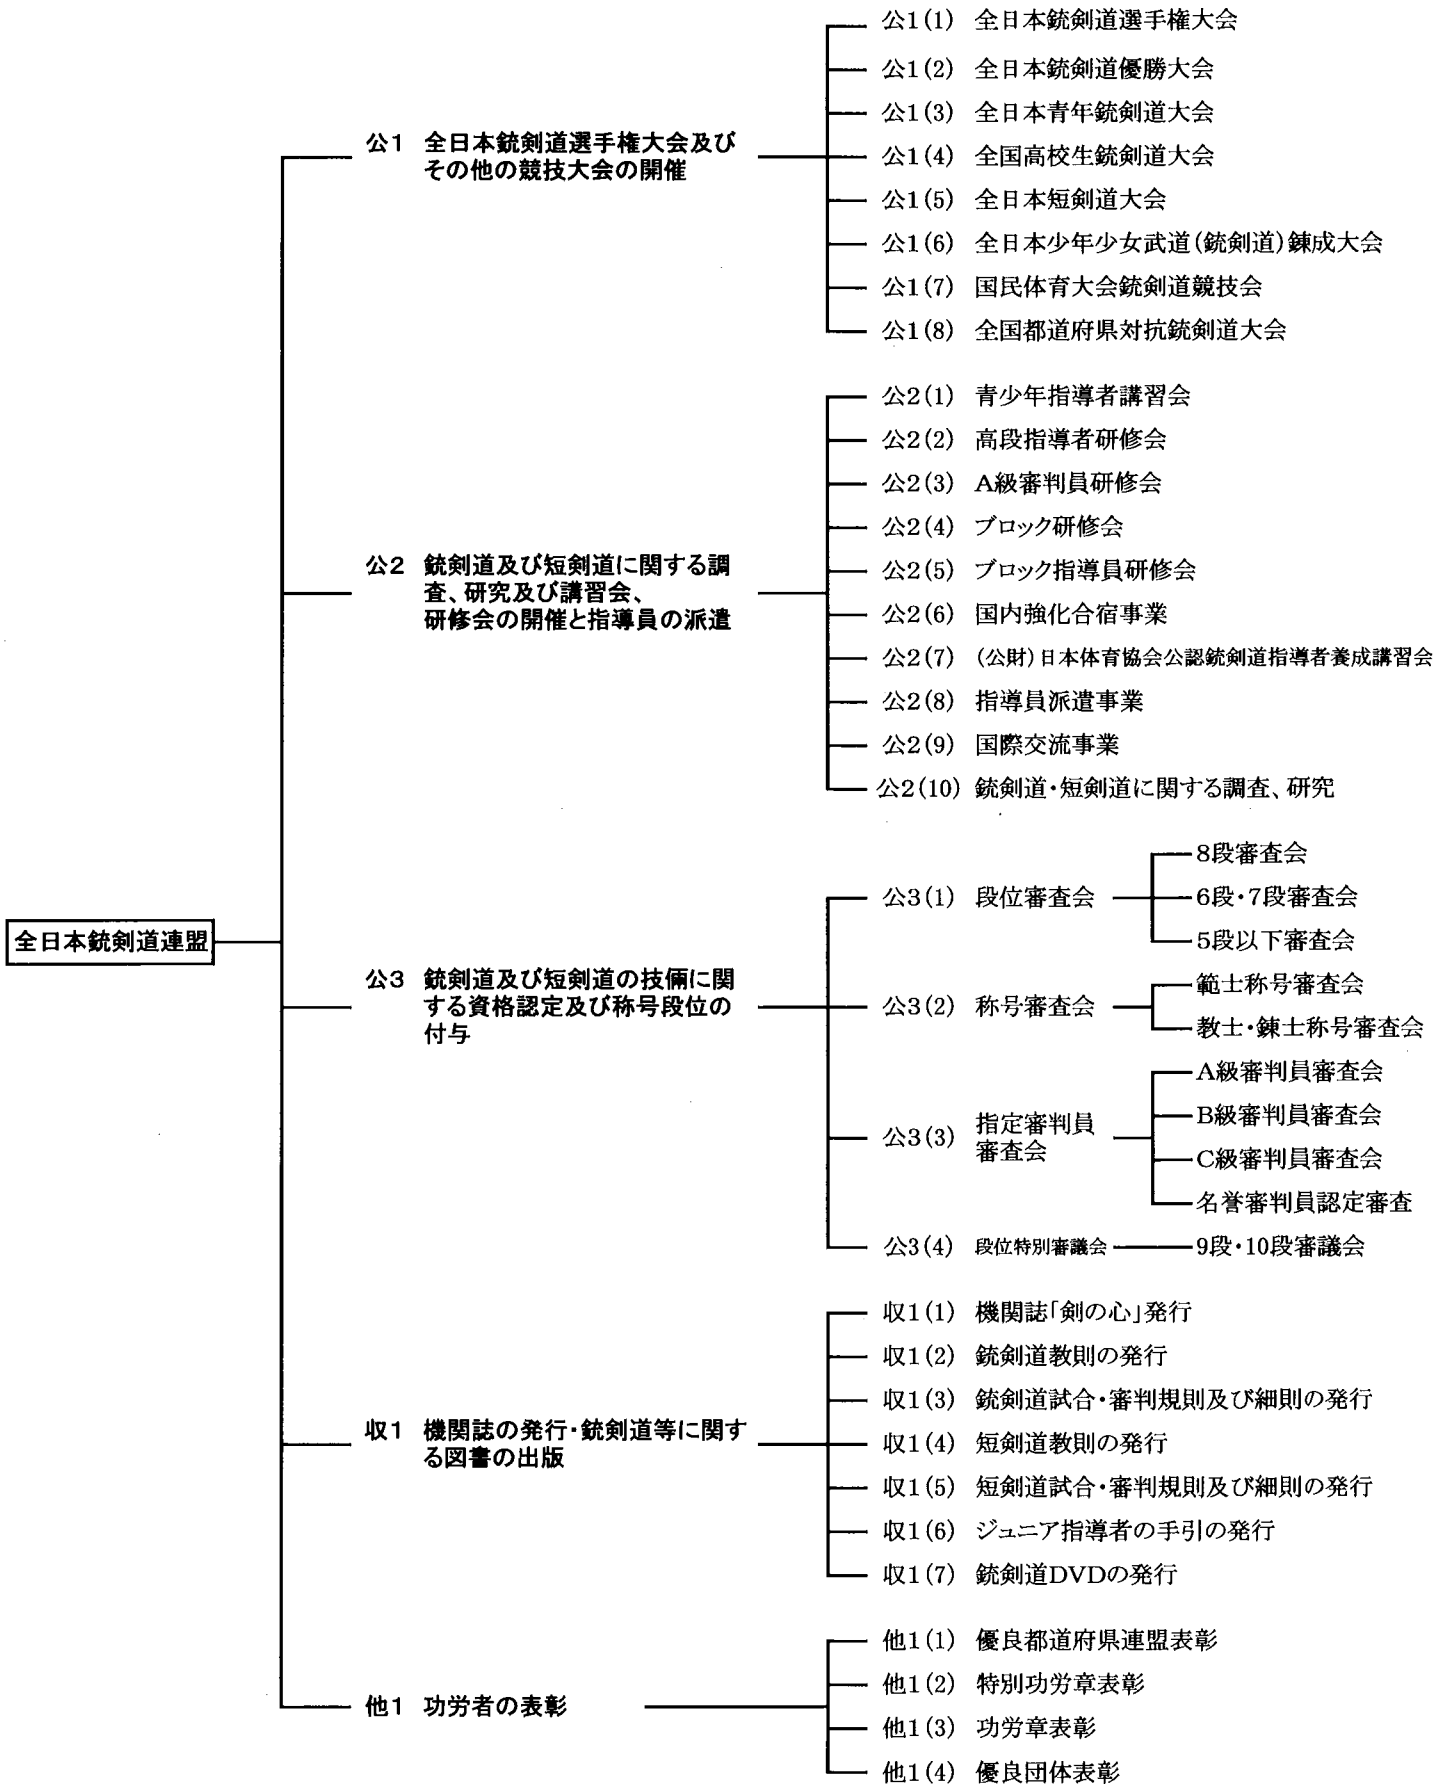 全日本銃剣道連盟
公1 全日本銃剣道選手権大会及び
その他の競技大会の開催
公1(1) 全日本銃剣道選手権大会
公1(2) 全日本銃剣道優勝大会
公1(3) 全日本青年銃剣道大会
公1(4) 全国高校生銃剣道大会
公1(5) 全日本短剣道大会
公1(6) 全日本少年少女武道(銃剣道)錬成大会
公1(7) 国民体育大会銃剣道競技会
公1(8) 全国都道府県対抗銃剣道大会
公2 銃剣道及び短剣道に関する調
査、研究及び講習会、
研修会の開催と指導員の派遣
公2(1) 青少年指導者講習会
公2(2) 高段指導者研修会
公2(3) A級審判員研修会
公2(4) ブロック研修会
公2(5) ブロック指導員研修会
公2(6) 国内強化合宿事業
公2(7) (公財)日本体育協会公認銃剣道指導者養成講習会
公2(8) 指導員派遣事業
公2(9) 国際交流事業
公2(10) 銃剣道・短剣道に関する調査、研究
公3 銃剣道及び短剣道の技倆に関
する資格認定及び称号段位の
付与
公3(1) 段位審査会
8段審査会
6段・7段審査会
5段以下審査会
公3(2) 称号審査会
範士称号審査会
教士・錬士称号審査会
公3(3) 指定審判員
審査会
A級審判員審査会
B級審判員審査会
C級審判員審査会
名誉審判員認定審査
公3(4) 段位特別審議会
9段・10段審議会
収1 機関誌の発行・銃剣道等に関す
る図書の出版
収1(1) 機関誌「剣の心」発行
収1(2) 銃剣道教則の発行
収1(3) 銃剣道試合・審判規則及び細則の発行
収1(4) 短剣道教則の発行
収1(5) 短剣道試合・審判規則及び細則の発行
収1(6) ジュニア指導者の手引の発行
収1(7) 銃剣道DVDの発行
他1 功労者の表彰
他1(1) 優良都道府県連盟表彰
他1(2) 特別功労章表彰
他1(3) 功労章表彰
他1(4) 優良団体表彰